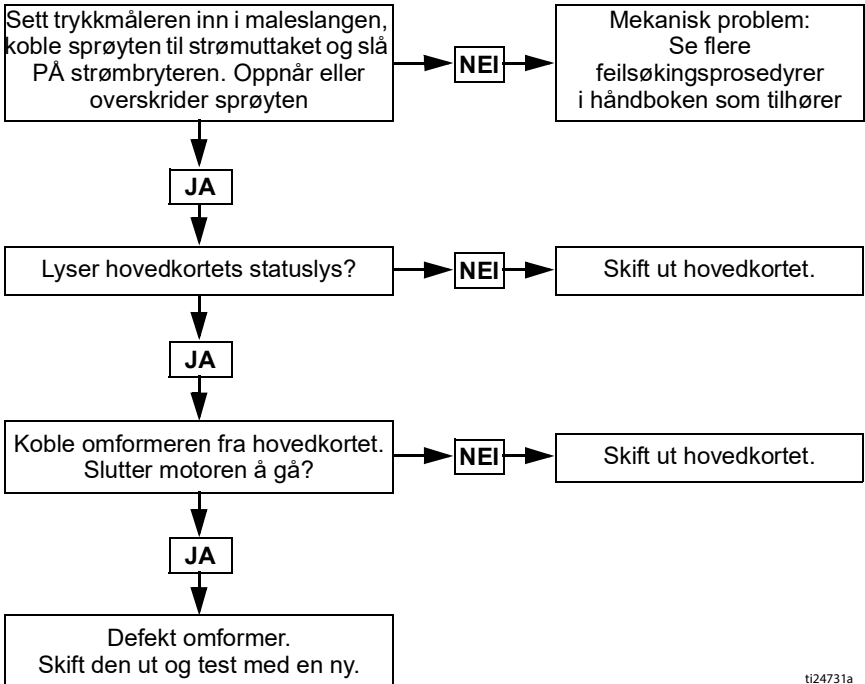 Sett trykkmåleren inn i maleslangen,
koble sprøyten til strømuttaket og slå
PÅ strømbryteren. Oppnår eller
overskrider sprøyten
NEI
Mekanisk problem:
Se flere
feilsøkingsprosedyrer
i håndboken som tilhører
JA
Lyser hovedkortets statuslys?
NEI
Skift ut hovedkortet.
JA
Koble omformeren fra hovedkortet.
Slutter motoren å gå?
NEI
Skift ut hovedkortet.
JA
Defekt omformer.
Skift den ut og test med en ny.
ti24731a